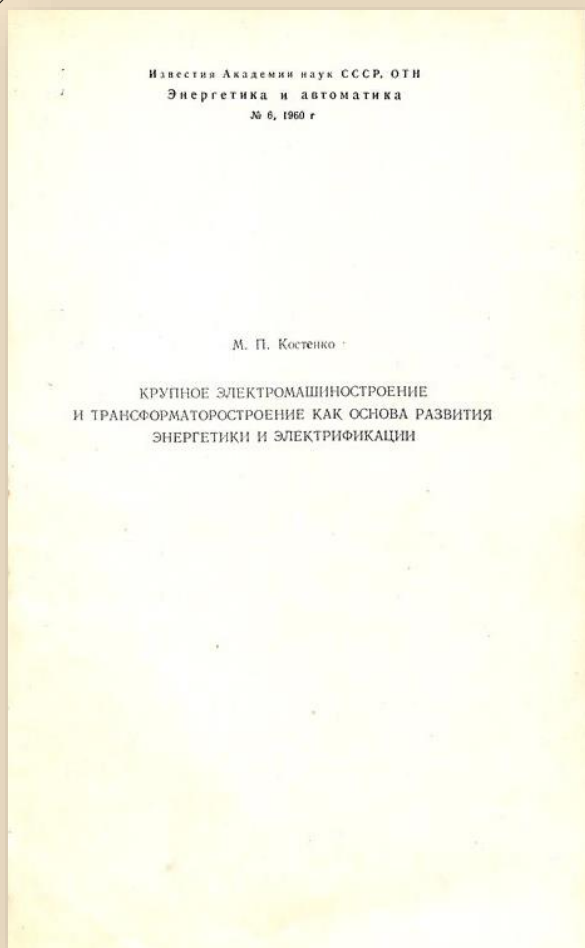 Известия Академии наук СССР, ОТН
Энергетика и автоматика
№ 6, 1960 г
М. П. Костенко
КРУПНОЕ ЭЛЕКТРОМАШИНОСТРОЕНИЕ
И ТРАНСФОРМАТОРОСТРОЕНИЕ КАК ОСНОВА РАЗВИТИЯ
ЭНЕРГЕТИКИ И ЭЛЕКТРИФИКАЦИИ